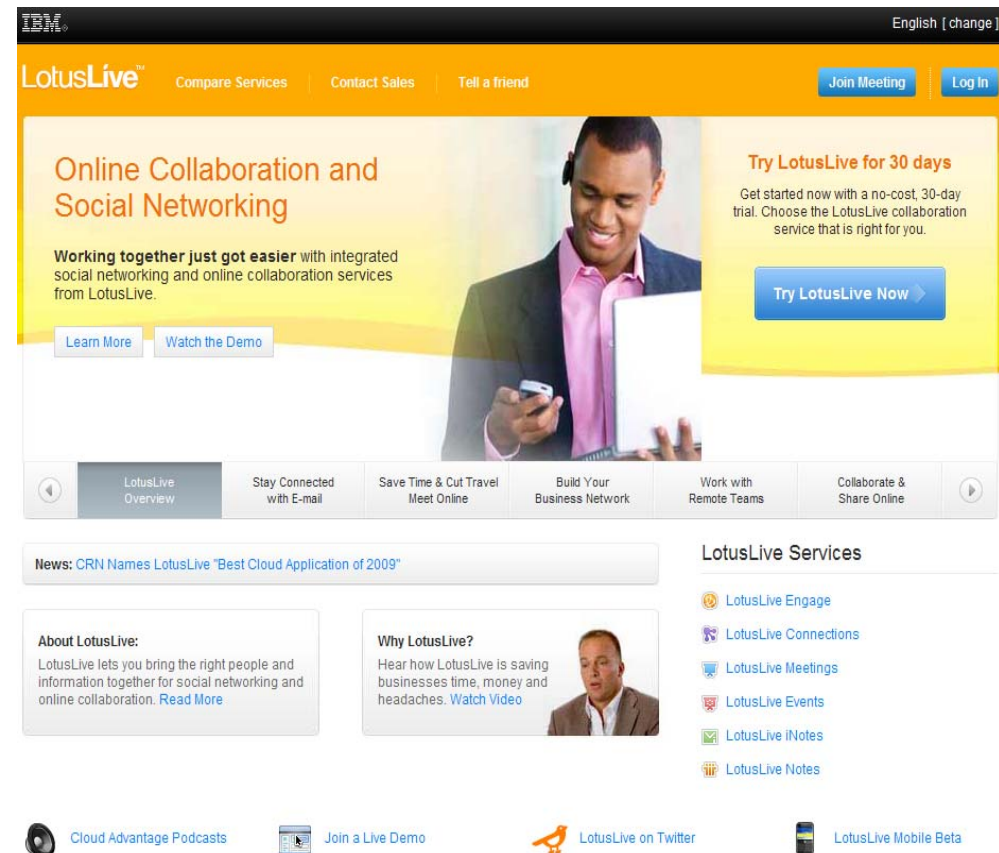 IBM®
English [ change ]
LotusLive™
Compare Services
Contact Sales
Tell a friend
Join Meeting
Log In
Online Collaboration and
Social Networking
Working together just got easier with integrated
social networking and online collaboration services
from LotusLive.
Learn More
Watch the Demo
Try LotusLive for 30 days
Get started now with a no-cost, 30-day
trial. Choose the LotusLive collaboration
service that is right for you.
Try LotusLive Now
LotusLive
Overview
Stay Connected
with E-mail
Save Time & Cut Travel
Meet Online
Build Your
Business Network
Work with
Remote Teams
Collaborate &
Share Online
News: CRN Names LotusLive "Best Cloud Application of 2009"
About LotusLive:
LotusLive lets you bring the right people and
information together for social networking and
online collaboration. Read More
Why LotusLive?
Hear how LotusLive is saving
businesses time, money and
headaches. Watch Video
LotusLive Services
LotusLive Engage
LotusLive Connections
LotusLive Meetings
LotusLive Events
LotusLive iNotes
LotusLive Notes
Cloud Advantage Podcasts
Join a Live Demo
LotusLive on Twitter
LotusLive Mobile Beta